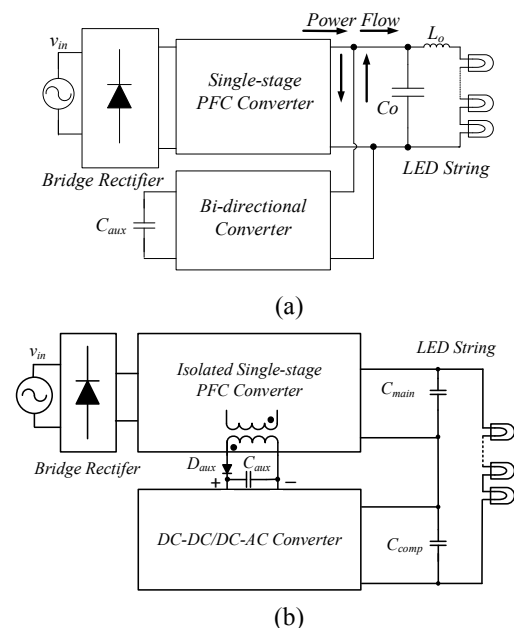 Power Flow
v_in
L_o
Single-stage
PFC Converter
Co
Bridge Rectifier
LED String
C_aux
Bi-directional
Converter
(a)
v_in
LED String
Isolated Single-stage
PFC Converter
C_main
Bridge Rectifer
D_aux
C_aux
+
−
DC-DC/DC-AC Converter
C_comp
(b)